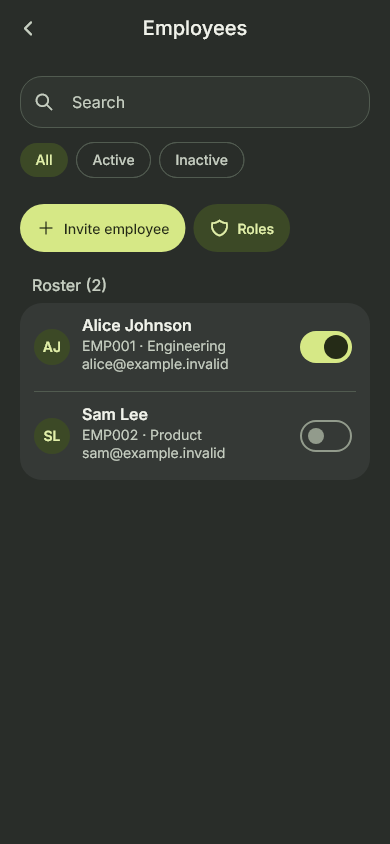 Employees
Search
All
Active
Inactive
Invite employee
Roles
Roster (2)
AJ
Alice Johnson
EMP001 · Engineering
alice@example.invalid
SL
Sam Lee
EMP002 · Product
sam@example.invalid